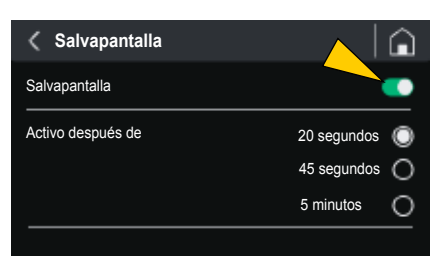 Salvapantalla
Salvapantalla
Activo después de
20 segundos
45 segundos
5 minutos